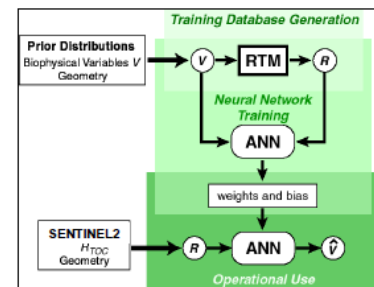 Training Database Generation
Prior Distributions
Biophysical Variables V
Geometry
V
RTM
R
Neural Network
Training
ANN
weights and bias
SENTINEL2
H_TOC
Geometry
R
ANN
V̂
Operational Use